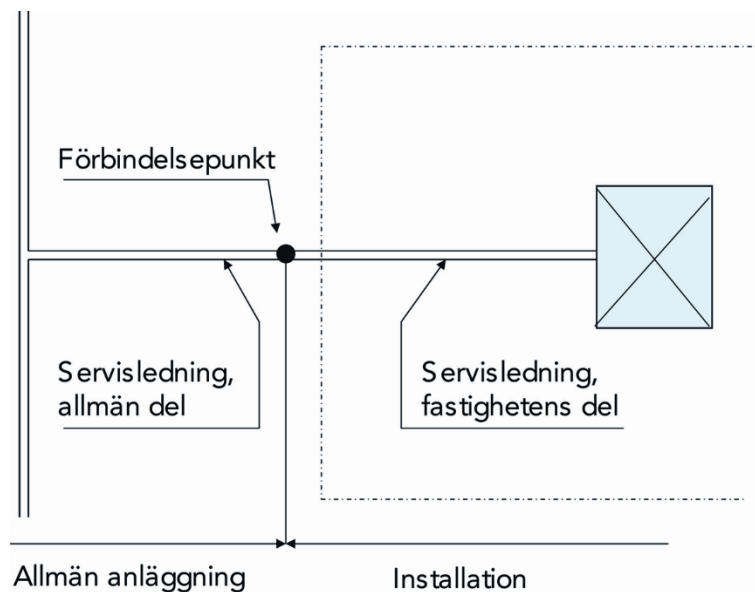 Förbindelsepunkt
Servisledning,
allmän del
Servisledning,
fastighetens del
Allmän anläggning
Installation